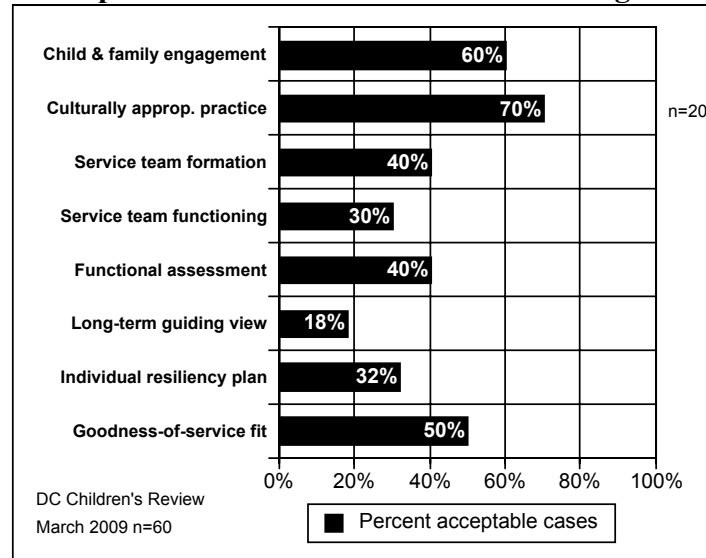 Child & family engagement 60%
Culturally approp. practice 70% n=20
Service team formation 40%
Service team functioning 30%
Functional assessment 40%
Long-term guiding view 18%
Individual resiliency plan 32%
Goodness-of-service fit 50%
0% 20% 40% 60% 80% 100%
DC Children's Review
March 2009 n=60
Percent acceptable cases